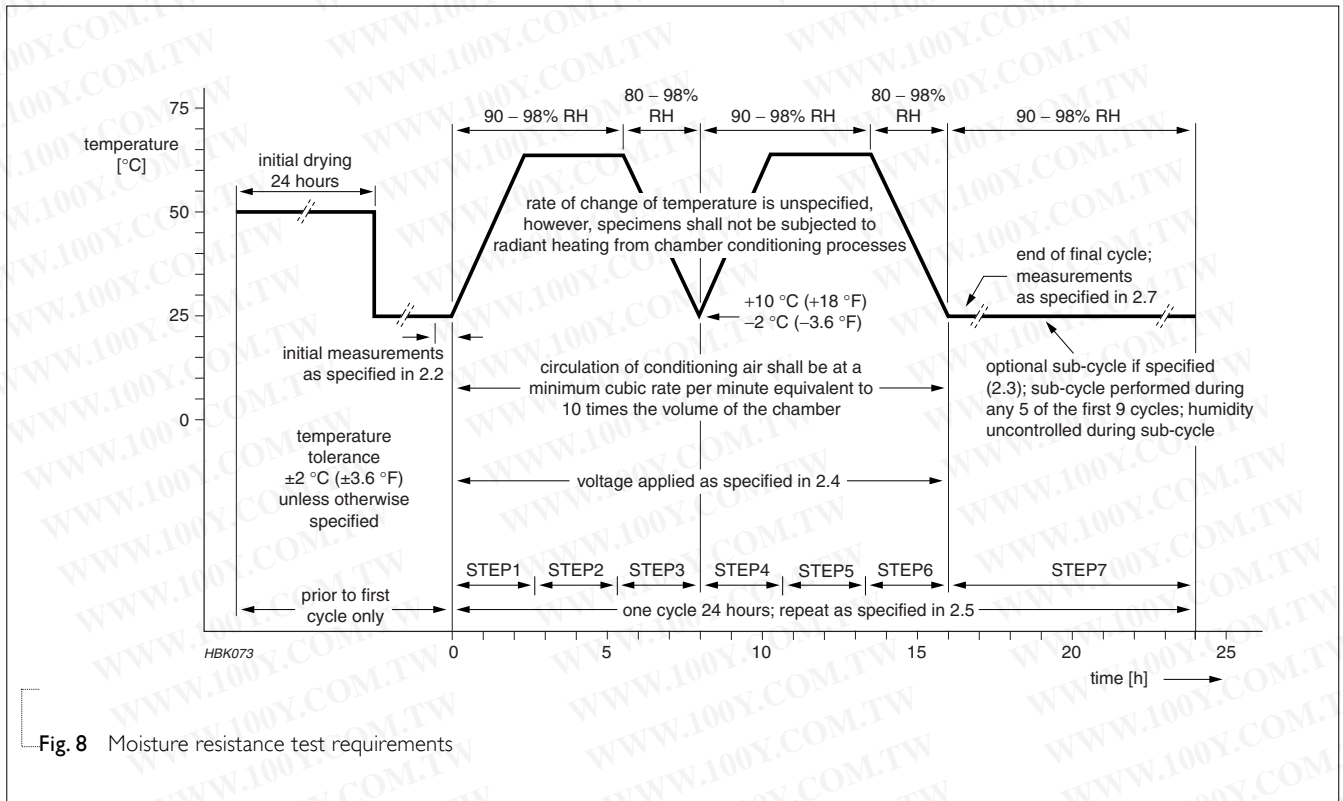 80 – 98%
RH
80 – 98%
RH
90 – 98% RH
90 – 98% RH
90 – 98% RH
75
50
25
0
temperature
[°C]
initial drying
24 hours
rate of change of temperature is unspecified,
however, specimens shall not be subjected to
radiant heating from chamber conditioning processes
end of final cycle;
measurements
as specified in 2.7
+10 °C (+18 °F)
–2 °C (–3.6 °F)
initial measurements
as specified in 2.2
circulation of conditioning air shall be at a
minimum cubic rate per minute equivalent to
10 times the volume of the chamber
optional sub-cycle if specified
(2.3); sub-cycle performed during
any 5 of the first 9 cycles; humidity
uncontrolled during sub-cycle
temperature
tolerance
±2 °C (±3.6 °F)
unless otherwise
specified
voltage applied as specified in 2.4
STEP1
STEP2
STEP3
STEP4
STEP5
STEP6
STEP7
prior to first
cycle only
one cycle 24 hours; repeat as specified in 2.5
HBK073
0
5
10
15
20
25
time [h]
Fig. 8 Moisture resistance test requirements
WWW.100Y.COM.TW